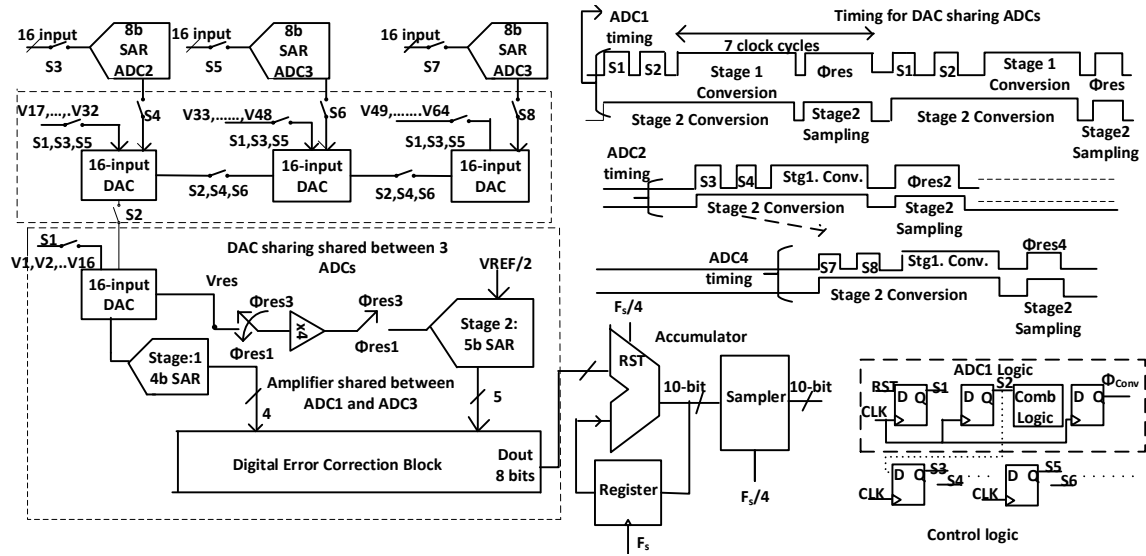 16 input
S3
8b
SAR
ADC2
16 input
S5
8b
SAR
ADC3
16 input
S7
8b
SAR
ADC3
V17,...,V32
S4
S1,S3,S5
16-input
DAC
S2,S4,S6
V33,......,V48
S6
S1,S3,S5
16-input
DAC
S2,S4,S6
V49,.......V64
S8
S1,S3,S5
16-input
DAC
S2
DAC sharing shared between 3
ADCs
S1
V1,V2,..V16
16-input
DAC
Vres
Φres3
Φres1
x4
Φres3
Φres1
VREF/2
Stage 2:
5b SAR
Stage:1
4b SAR
Amplifier shared between
ADC1 and ADC3
4
5
Digital Error Correction Block
Dout
8 bits
ADC1
timing
Timing for DAC sharing ADCs
7 clock cycles
S1
S2
Stage 1
Conversion
Φres
S1
S2
Stage 1
Conversion
Φres
Stage 2 Conversion
Stage2
Sampling
Stage 2 Conversion
Stage2
Sampling
ADC2
timing
S3
S4
Stg1. Conv.
Φres2
Stage 2 Conversion
Stage2
Sampling
ADC4
timing
S7
S8
Stg1. Conv.
Φres4
Stage 2 Conversion
Stage2
Sampling
Fs/4
RST
Accumulator
10-bit
Sampler
10-bit
Fs/4
Register
Fs
ADC1 Logic
RST
D Q
S1
CLK
D Q
S2
Comb
Logic
D Q
ΦConv
D Q
S3
S4
CLK
D Q
S5
S6
CLK
Control logic